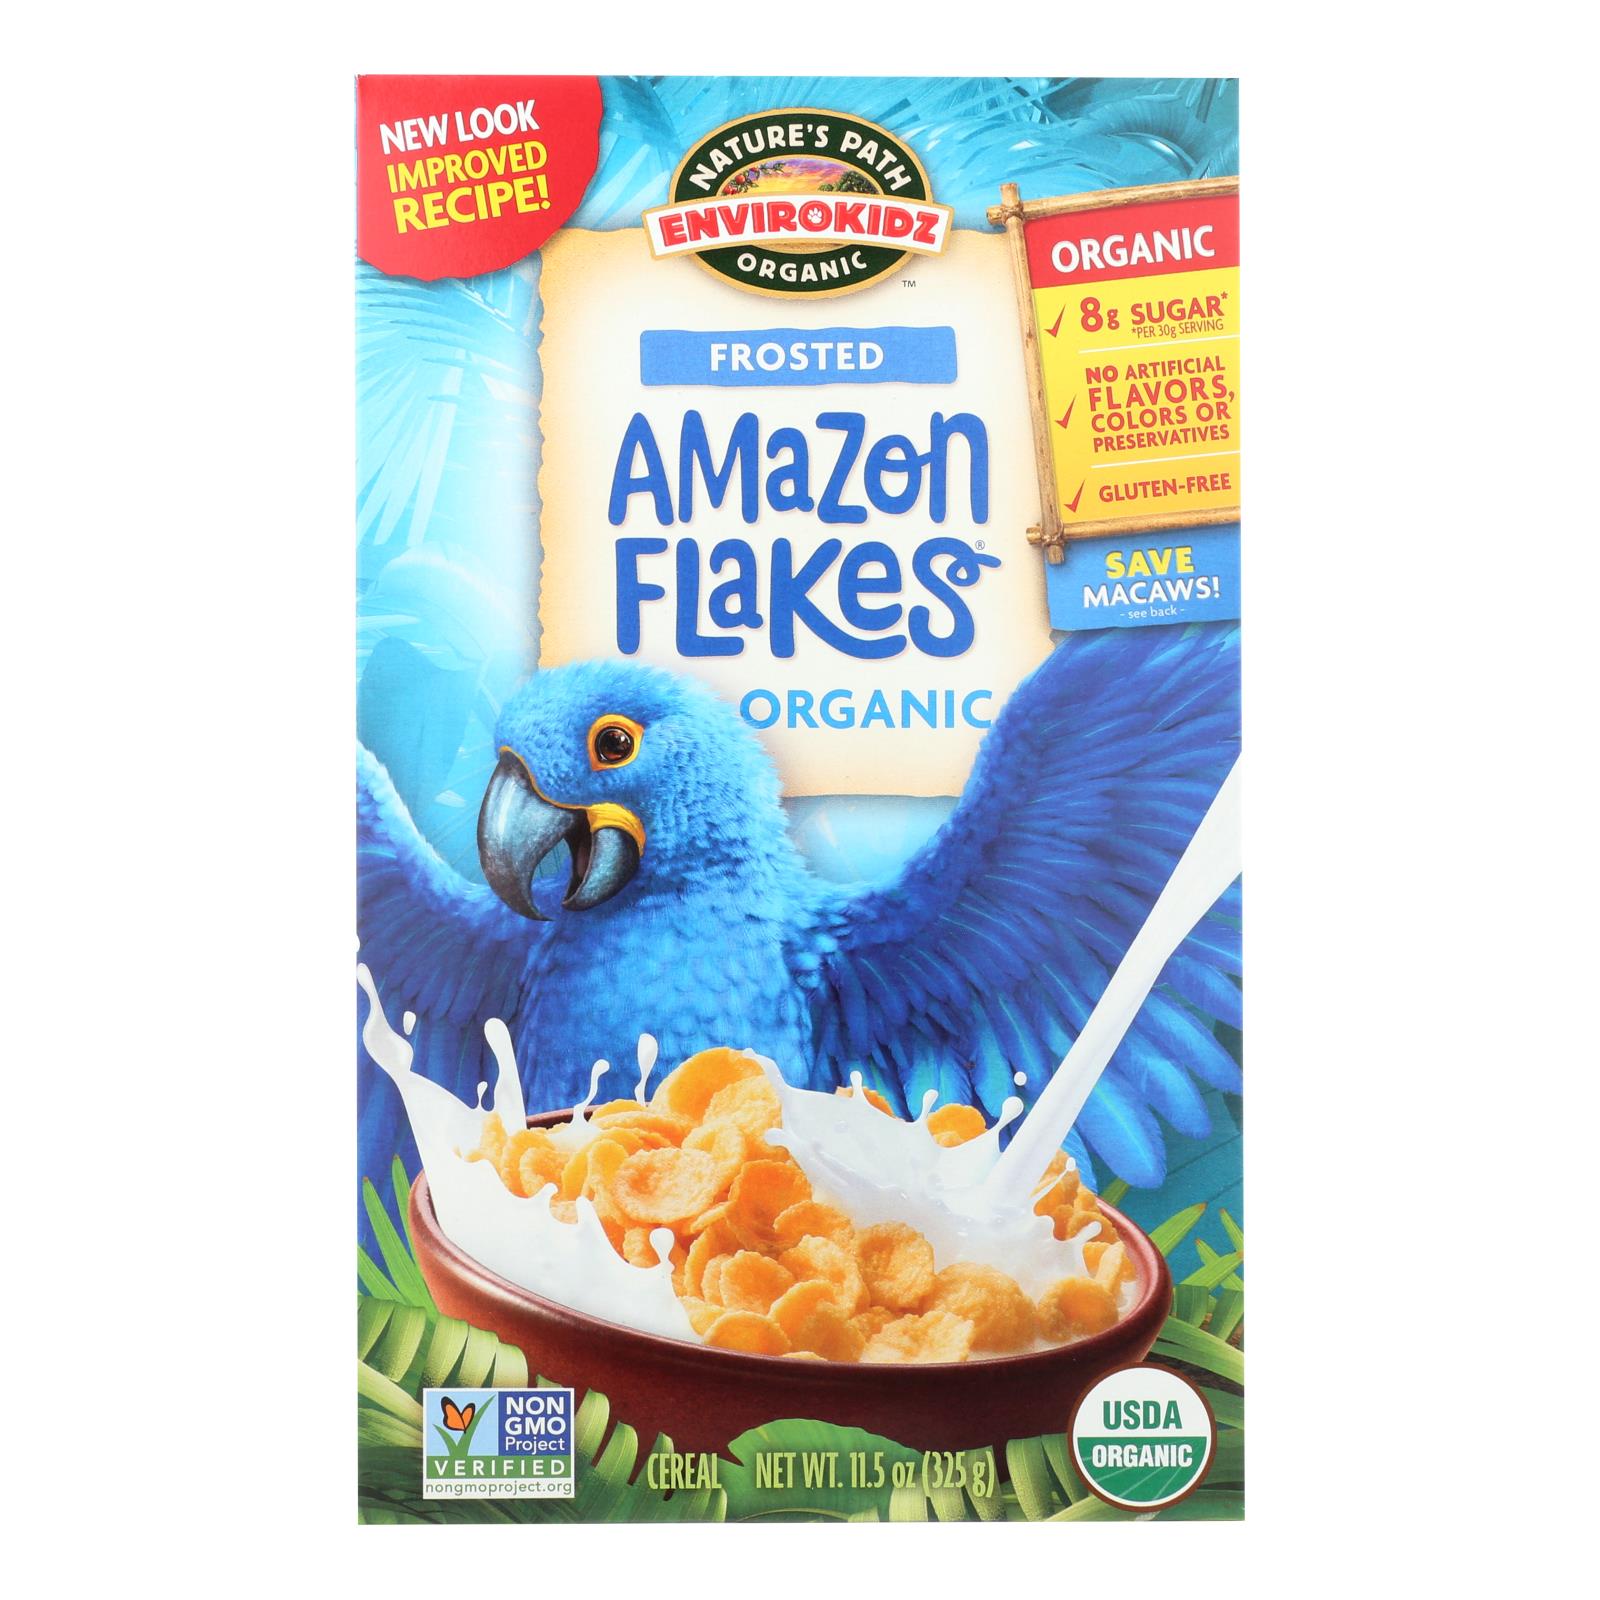 NEW LOOK
IMPROVED
RECIPE!
NATURE'S PATH
ENVIROKIDZ
ORGANIC
™
FROSTED
AMaZon
FLaKeS®
ORGANIC
ORGANIC
8g SUGAR*
*PER 30g SERVING
NO ARTIFICIAL
FLAVORS,
COLORS OR
PRESERVATIVES
GLUTEN-FREE
SAVE
MACAWS!
- see back -
NON
GMO
Project
VERIFIED
nongmoproject.org
CEREAL NET WT. 11.5 oz (325 g)
USDA
ORGANIC